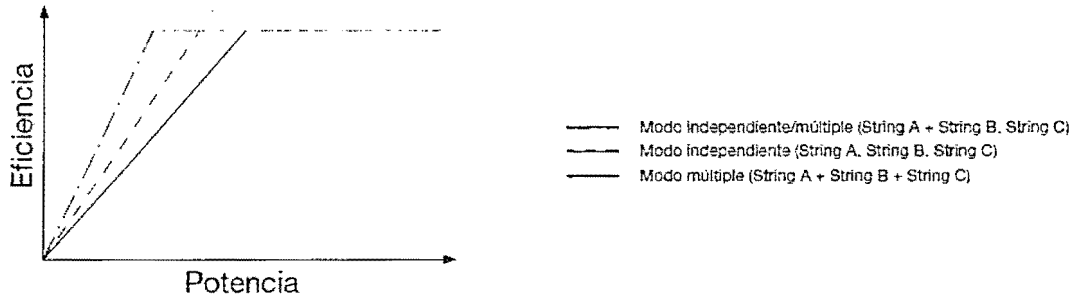 Eficiencia
Potencia
Modo independiente/múltiple (String A + String B, String C)
Modo independiente (String A, String B, String C)
Modo múltiple (String A + String B + String C)